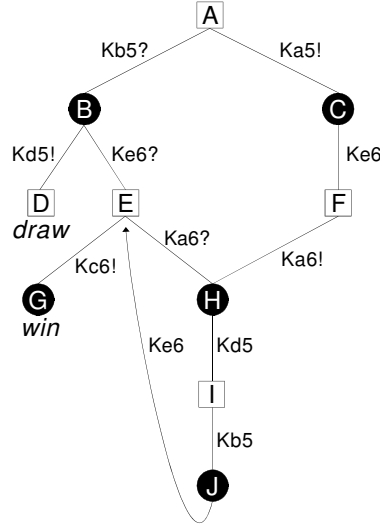 A
Kb5?
Ka5!
B
C
Kd5!
Ke6?
Ke6
D
E
F
draw
Kc6!
Ka6?
Ka6!
G
H
win
Ke6
Kd5
I
Kb5
J